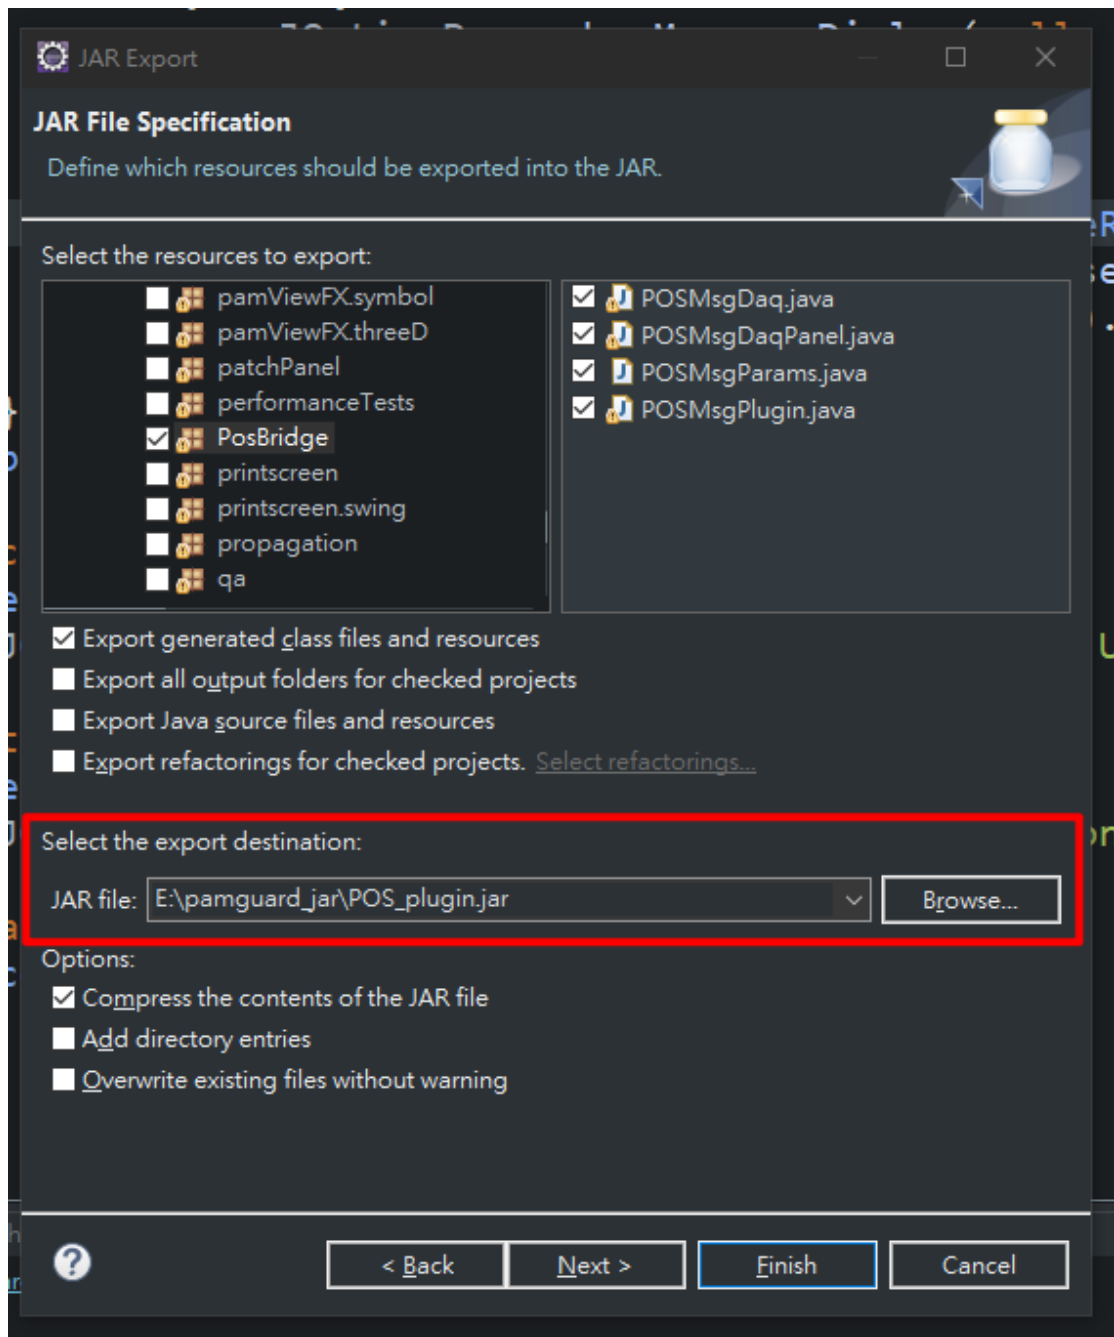 JAR Export
JAR File Specification
Define which resources should be exported into the JAR.
Select the resources to export:
pamViewFX.symbol
pamViewFX.threeD
patchPanel
performanceTests
PosBridge
printscreen
printscreen.swing
propagation
qa
POSMsgDaq.java
POSMsgDaqPanel.java
POSMsgParams.java
POSMsgPlugin.java
Export generated class files and resources
Export all output folders for checked projects
Export Java source files and resources
Export refactorings for checked projects. Select refactorings...
Select the export destination:
JAR file: E:\pamguard_jar\POS_plugin.jar Browse...
Options:
Compress the contents of the JAR file
Add directory entries
Overwrite existing files without warning
< Back Next > Finish Cancel